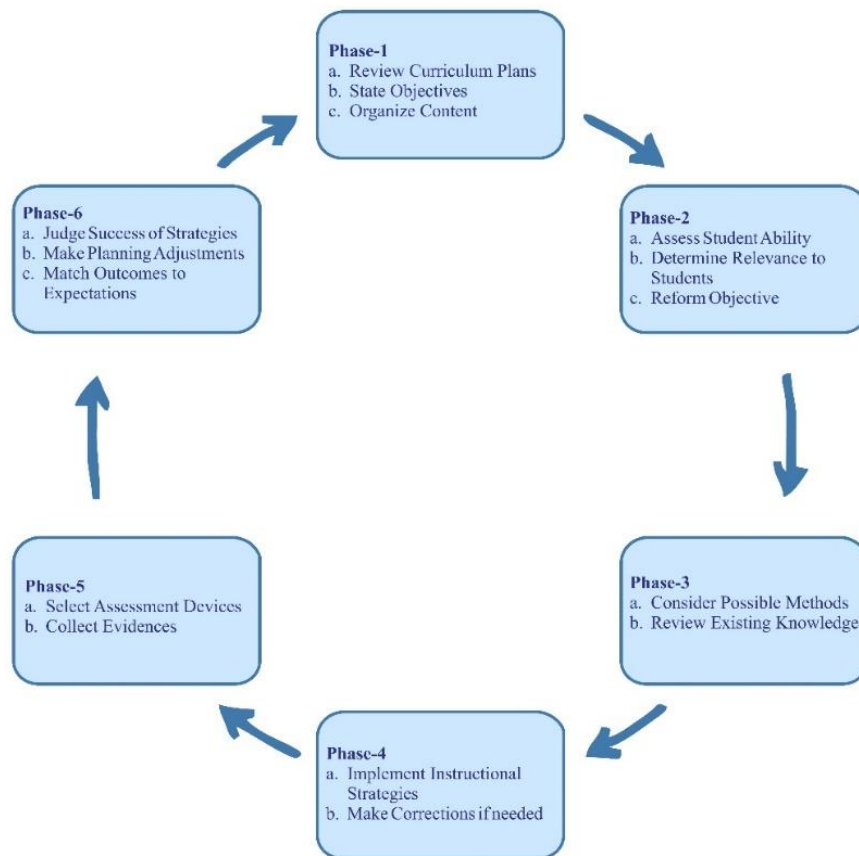 Phase-1
a. Review Curriculum Plans
b. State Objectives
c. Organize Content
Phase-2
a. Assess Student Ability
b. Determine Relevance to
Students
c. Reform Objective
Phase-3
a. Consider Possible Methods
b. Review Existing Knowledge
Phase-4
a. Implement Instructional
Strategies
b. Make Corrections if needed
Phase-5
a. Select Assessment Devices
b. Collect Evidences
Phase-6
a. Judge Success of Strategies
b. Make Planning Adjustments
c. Match Outcomes to
Expectations